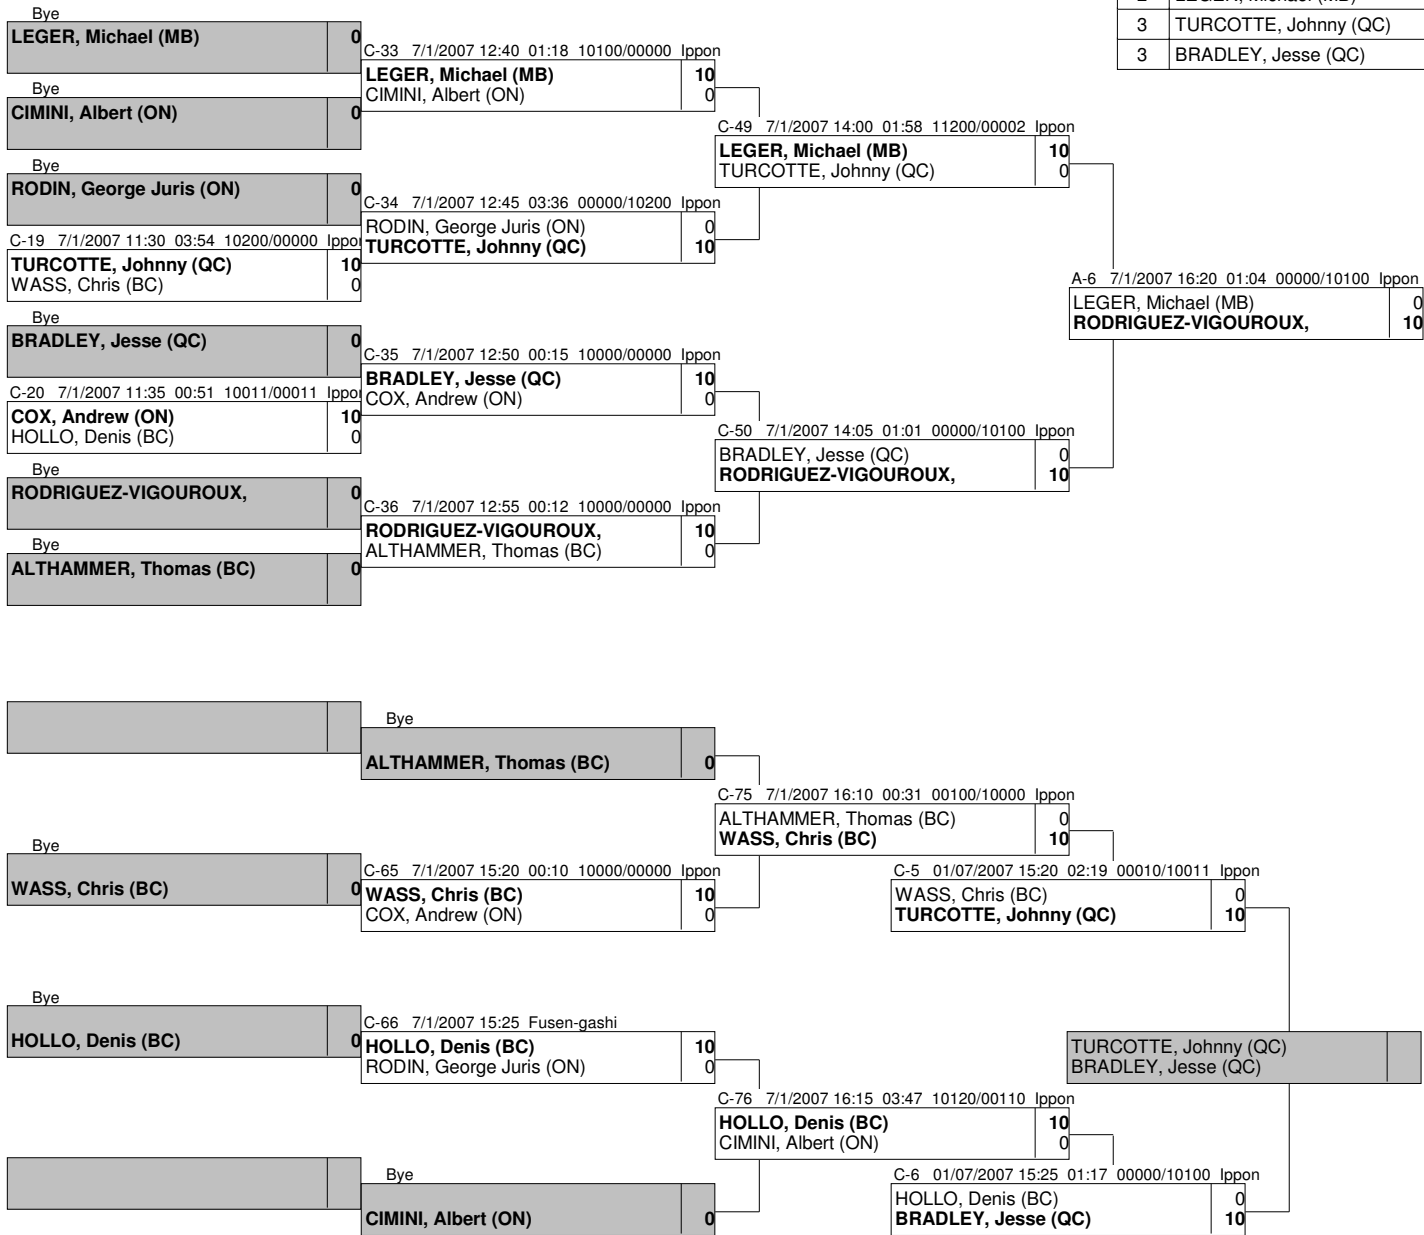 2 LEGER, Michael (MB)
3 TURCOTTE, Johnny (QC)
3 BRADLEY, Jesse (QC)
Bye
LEGER, Michael (MB) 0
Bye
CIMINI, Albert (ON) 0
Bye
RODIN, George Juris (ON) 0
C-19 7/1/2007 11:30 03:54 10200/00000 Ippon
TURCOTTE, Johnny (QC) 10
WASS, Chris (BC) 0
Bye
BRADLEY, Jesse (QC) 0
C-20 7/1/2007 11:35 00:51 10011/00011 Ippon
COX, Andrew (ON) 10
HOLLO, Denis (BC) 0
Bye
RODRIGUEZ-VIGOUROUX, 0
Bye
ALTHAMMER, Thomas (BC) 0
C-33 7/1/2007 12:40 01:18 10100/00000 Ippon
LEGER, Michael (MB) 10
CIMINI, Albert (ON) 0
C-34 7/1/2007 12:45 03:36 00000/10200 Ippon
RODIN, George Juris (ON) 0
TURCOTTE, Johnny (QC) 10
C-35 7/1/2007 12:50 00:15 10000/00000 Ippon
BRADLEY, Jesse (QC) 10
COX, Andrew (ON) 0
C-36 7/1/2007 12:55 00:12 10000/00000 Ippon
RODRIGUEZ-VIGOUROUX, 10
ALTHAMMER, Thomas (BC) 0
C-49 7/1/2007 14:00 01:58 11200/00002 Ippon
LEGER, Michael (MB) 10
TURCOTTE, Johnny (QC) 0
C-50 7/1/2007 14:05 01:01 00000/10100 Ippon
BRADLEY, Jesse (QC) 0
RODRIGUEZ-VIGOUROUX, 10
A-6 7/1/2007 16:20 01:04 00000/10100 Ippon
LEGER, Michael (MB) 0
RODRIGUEZ-VIGOUROUX, 10
Bye
WASS, Chris (BC) 0
Bye
HOLLO, Denis (BC) 0
Bye
ALTHAMMER, Thomas (BC) 0
C-65 7/1/2007 15:20 00:10 10000/00000 Ippon
WASS, Chris (BC) 10
COX, Andrew (ON) 0
C-66 7/1/2007 15:25 Fusen-gashi
HOLLO, Denis (BC) 10
RODIN, George Juris (ON) 0
Bye
CIMINI, Albert (ON) 0
C-75 7/1/2007 16:10 00:31 00100/10000 Ippon
ALTHAMMER, Thomas (BC) 0
WASS, Chris (BC) 10
C-76 7/1/2007 16:15 03:47 10120/00110 Ippon
HOLLO, Denis (BC) 10
CIMINI, Albert (ON) 0
C-5 01/07/2007 15:20 02:19 00010/10011 Ippon
WASS, Chris (BC) 0
TURCOTTE, Johnny (QC) 10
C-6 01/07/2007 15:25 01:17 00000/10100 Ippon
HOLLO, Denis (BC) 0
BRADLEY, Jesse (QC) 10
TURCOTTE, Johnny (QC)
BRADLEY, Jesse (QC)